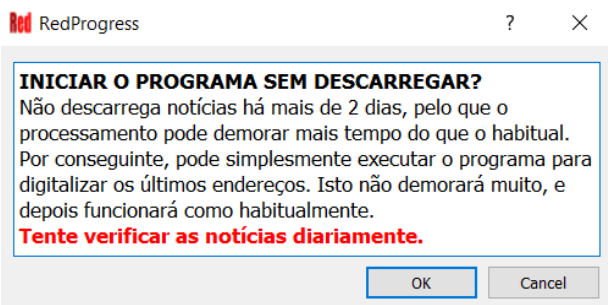 Red RedProgress ? ×
INICIAR O PROGRAMA SEM DESCARREGAR?
Não descarrega notícias há mais de 2 dias, pelo que o
processamento pode demorar mais tempo do que o habitual.
Por conseguinte, pode simplesmente executar o programa para
digitalizar os últimos endereços. Isto não demorará muito, e
depois funcionará como habitualmente.
Tente verificar as notícias diariamente.
OK Cancel